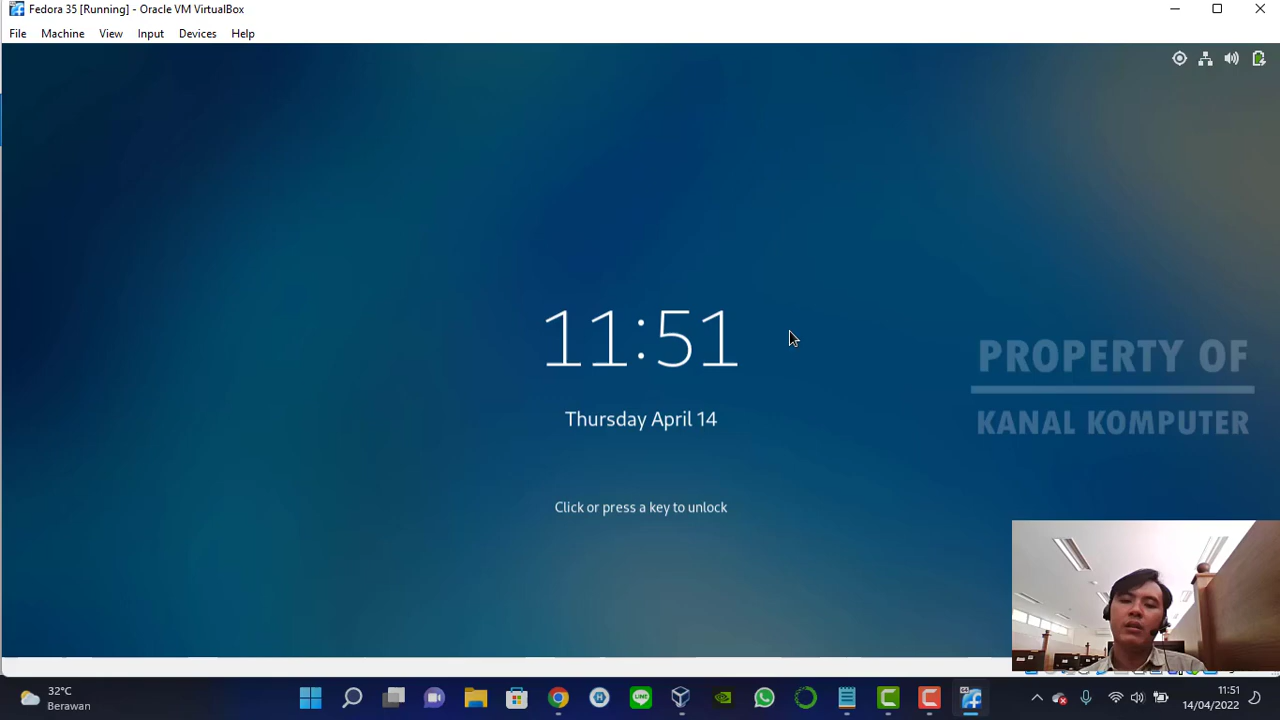 Fedora 35 [Running] - Oracle VM VirtualBox
File Machine View Input Devices Help
11:51
Thursday April 14
Click or press a key to unlock
PROPERTY OF
KANAL KOMPUTER
32°C
Berawan
11:51
14/04/2022